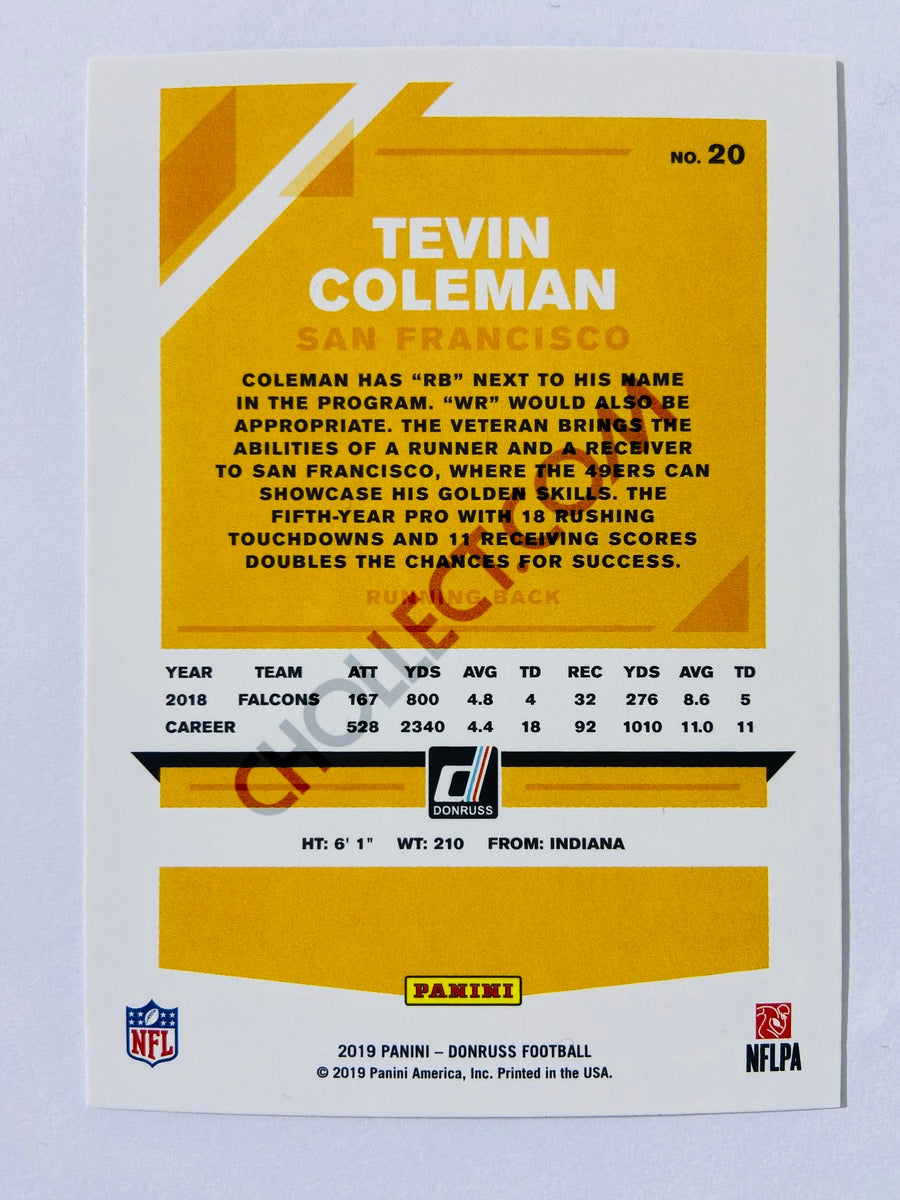 NO. 20
TEVIN
COLEMAN
SAN FRANCISCO
COLEMAN HAS “RB” NEXT TO HIS NAME
IN THE PROGRAM. “WR” WOULD ALSO BE
APPROPRIATE. THE VETERAN BRINGS THE
ABILITIES OF A RUNNER AND A RECEIVER
TO SAN FRANCISCO, WHERE THE 49ERS CAN
SHOWCASE HIS GOLDEN SKILLS. THE
FIFTH-YEAR PRO WITH 18 RUSHING
TOUCHDOWNS AND 11 RECEIVING SCORES
DOUBLES THE CHANCES FOR SUCCESS.
RUNNING BACK
YEAR TEAM ATT YDS AVG TD REC YDS AVG TD
2018 FALCONS 167 800 4.8 4 32 276 8.6 5
CAREER 528 2340 4.4 18 92 1010 11.0 11
CHOLLECT.COM
d
DONRUSS
HT: 6' 1" WT: 210 FROM: INDIANA
PANINI
NFL
NFLPA
2019 PANINI – DONRUSS FOOTBALL
© 2019 Panini America, Inc. Printed in the USA.